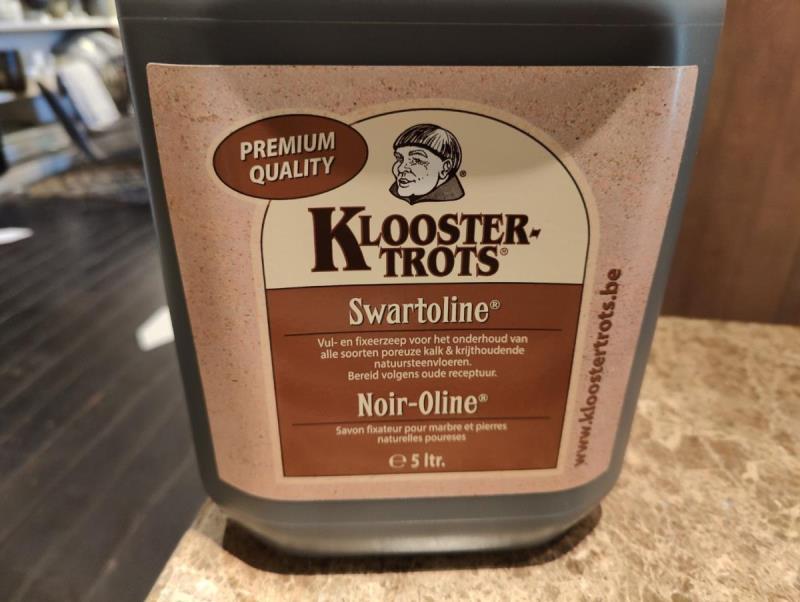 PREMIUM
QUALITY
KLOOSTER-
TROTS®
Swartoline®
Vul- en fixeerzeep voor het onderhoud van
alle soorten poreuze kalk & krijthoudende
natuursteenvloeren.
Bereid volgens oude receptuur.
Noir-Oline®
Savon fixateur pour marbre et pierres
naturelles poureses
℮ 5 ltr.
www.kloostertrots.be